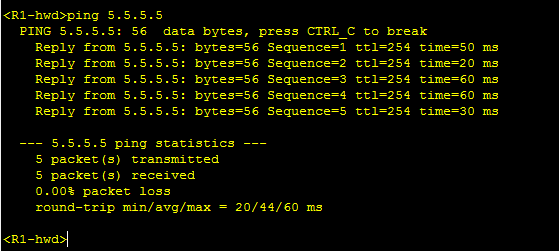 <R1-hwd>ping 5.5.5.5
PING 5.5.5.5: 56  data bytes, press CTRL_C to break
Reply from 5.5.5.5: bytes=56 Sequence=1 ttl=254 time=50 ms
Reply from 5.5.5.5: bytes=56 Sequence=2 ttl=254 time=20 ms
Reply from 5.5.5.5: bytes=56 Sequence=3 ttl=254 time=60 ms
Reply from 5.5.5.5: bytes=56 Sequence=4 ttl=254 time=60 ms
Reply from 5.5.5.5: bytes=56 Sequence=5 ttl=254 time=30 ms
--- 5.5.5.5 ping statistics ---
5 packet(s) transmitted
5 packet(s) received
0.00% packet loss
round-trip min/avg/max = 20/44/60 ms
<R1-hwd>